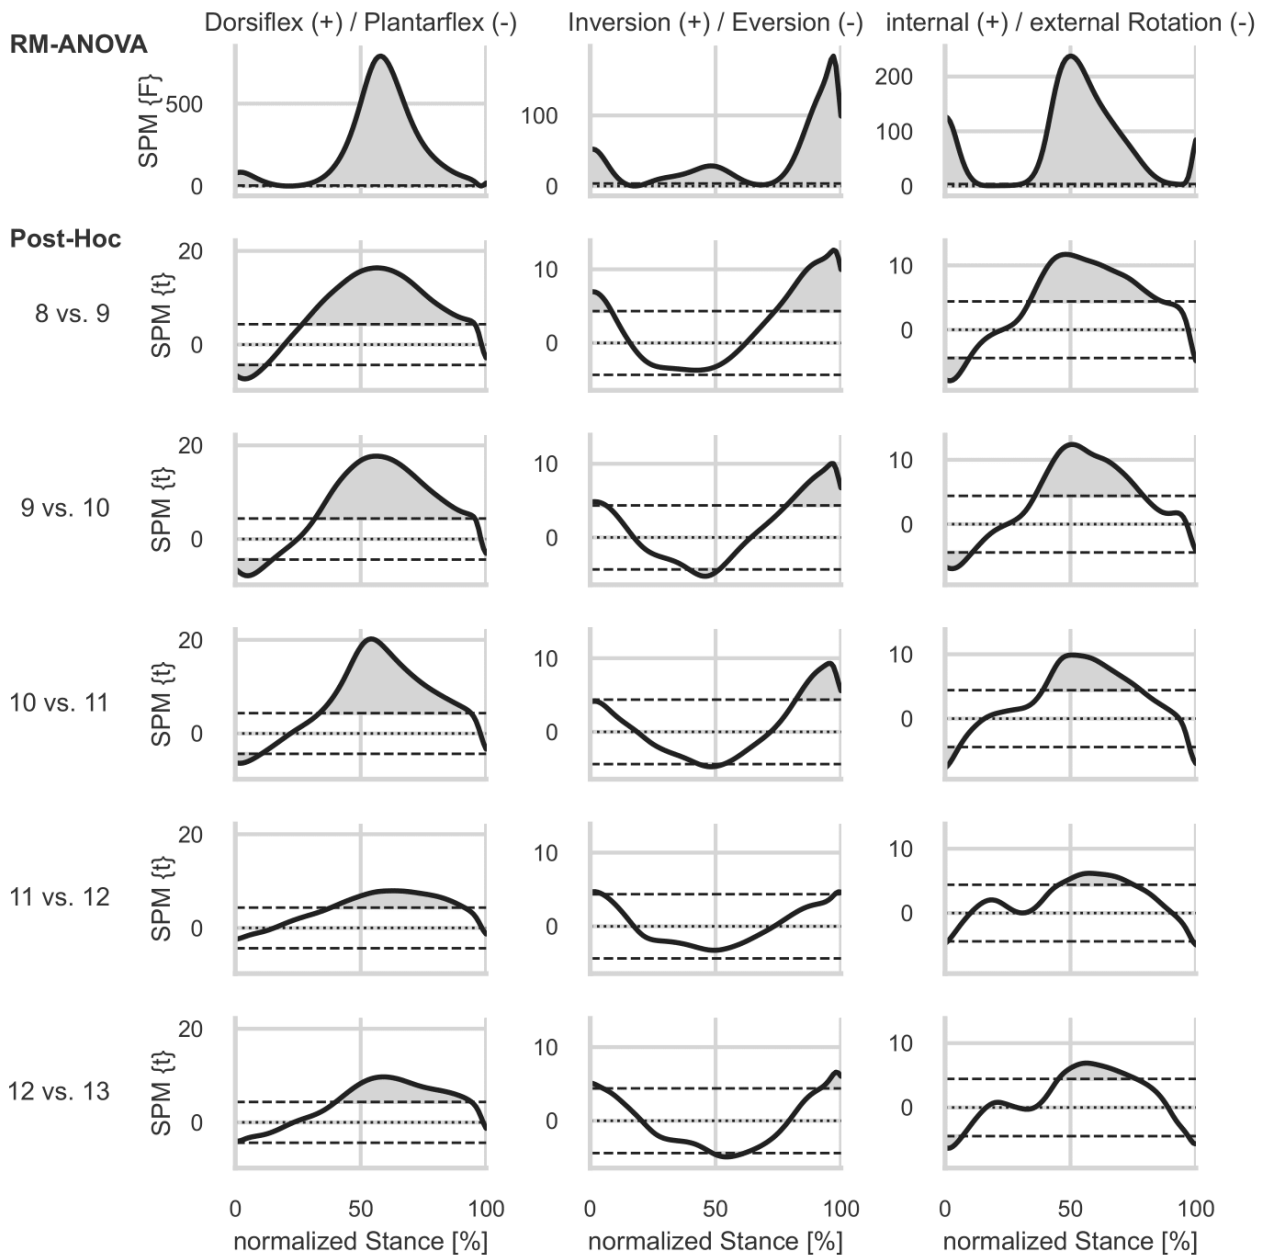 Dorsiflex (+) / Plantarflex (-) Inversion (+) / Eversion (-) internal (+) / external Rotation (-)
RM-ANOVA
SPM {F}
500
0
100
0
200
100
0
Post-Hoc
8 vs. 9
SPM {t}
20
0
10
0
10
0
9 vs. 10
SPM {t}
20
0
10
0
10
0
10 vs. 11
SPM {t}
20
0
10
0
10
0
11 vs. 12
SPM {t}
20
0
10
0
10
0
12 vs. 13
SPM {t}
20
0
10
0
10
0
0 50 100 0 50 100 0 50 100
normalized Stance [%] normalized Stance [%] normalized Stance [%]